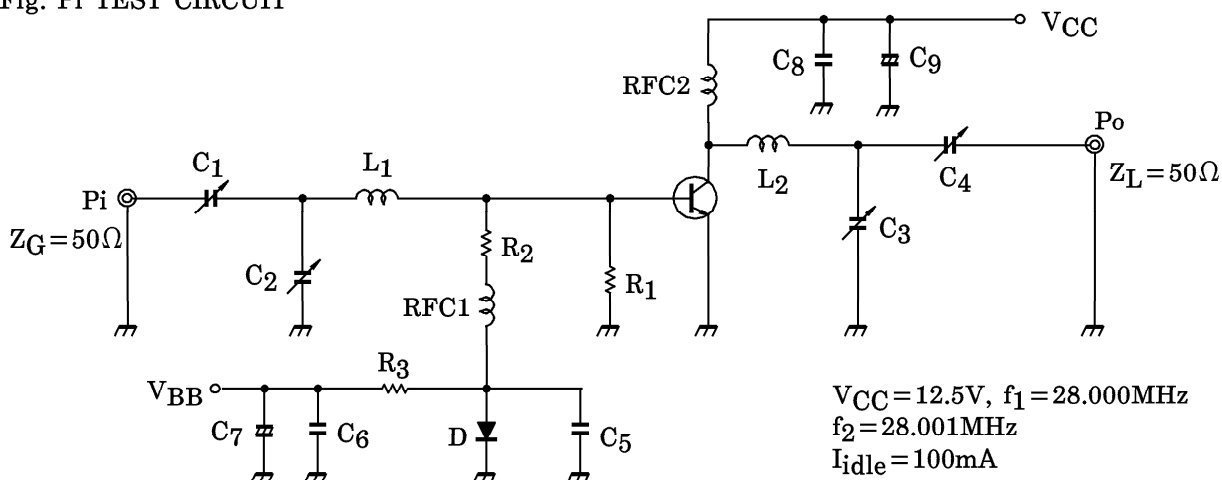 Fig. Pi TEST CIRCUIT
VCC
C8
C9
RFC2
Po
C1
L1
L2
C4
ZL=50Ω
Pi
ZG=50Ω
R2
C3
C2
R1
RFC1
R3
VBB
C7
C6
D
C5
VCC=12.5V, f1=28.000MHz
f2=28.001MHz
Iidle=100mA